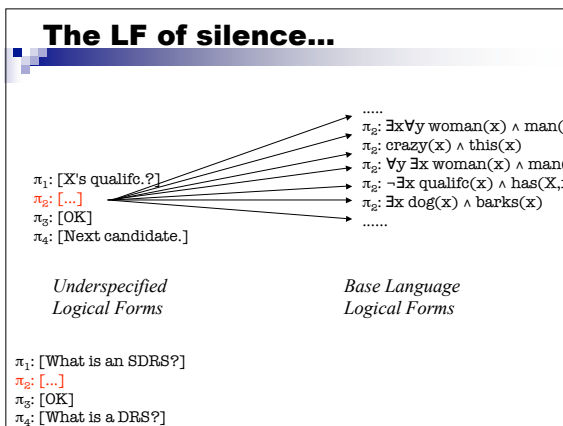 The LF of silence...
.....
π₂: ∃x∀y woman(x) ∧ man(
π₂: crazy(x) ∧ this(x)
π₂: ∀y ∃x woman(x) ∧ man(
π₂: ¬∃x qualifc(x) ∧ has(X,
π₂: ∃x dog(x) ∧ barks(x)
......
π₁: [X's qualifc.?]
π₂: [...]
π₃: [OK]
π₄: [Next candidate.]
Underspecified
Logical Forms
Base Language
Logical Forms
π₁: [What is an SDRS?]
π₂: [...]
π₃: [OK]
π₄: [What is a DRS?]